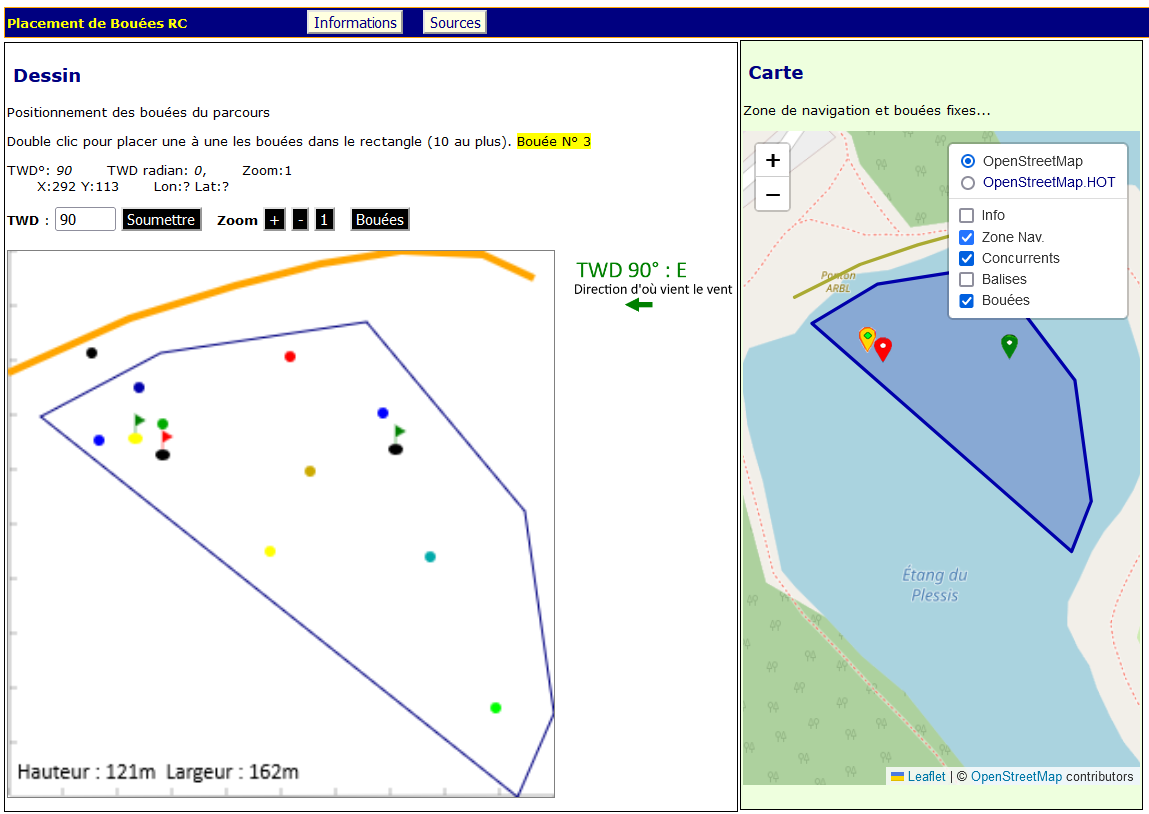 Placement de Bouées RC
Informations
Sources
Dessin
Positionnement des bouées du parcours
Double clic pour placer une à une les bouées dans le rectangle (10 au plus). Bouée N° 3
TWD°: 90 TWD radian: 0, Zoom:1
X:292 Y:113 Lon:? Lat:?
TWD : 90 Soumettre Zoom + - 1 Bouées
TWD 90° : E
Direction d'où vient le vent
Hauteur : 121m Largeur : 162m
Carte
Zone de navigation et bouées fixes...
+
−
OpenStreetMap
OpenStreetMap.HOT
Info
Zone Nav.
Concurrents
Balises
Bouées
Ponton
ARBL
Étang du
Plessis
Leaflet | © OpenStreetMap contributors